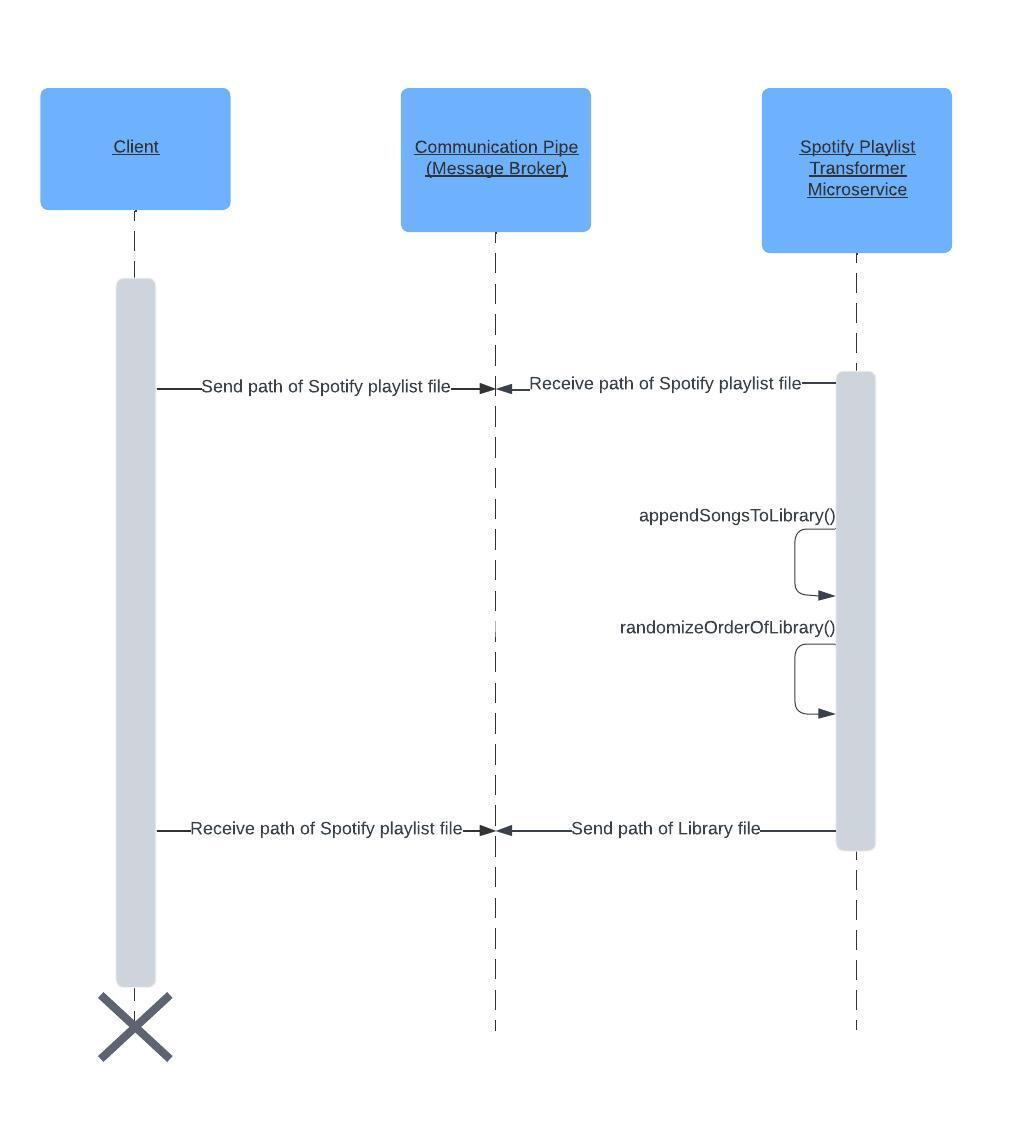 Client
Communication Pipe
(Message Broker)
Spotify Playlist
Transformer
Microservice
Send path of Spotify playlist file
Receive path of Spotify playlist file
appendSongsToLibrary()
randomizeOrderOfLibrary()
Receive path of Spotify playlist file
Send path of Library file